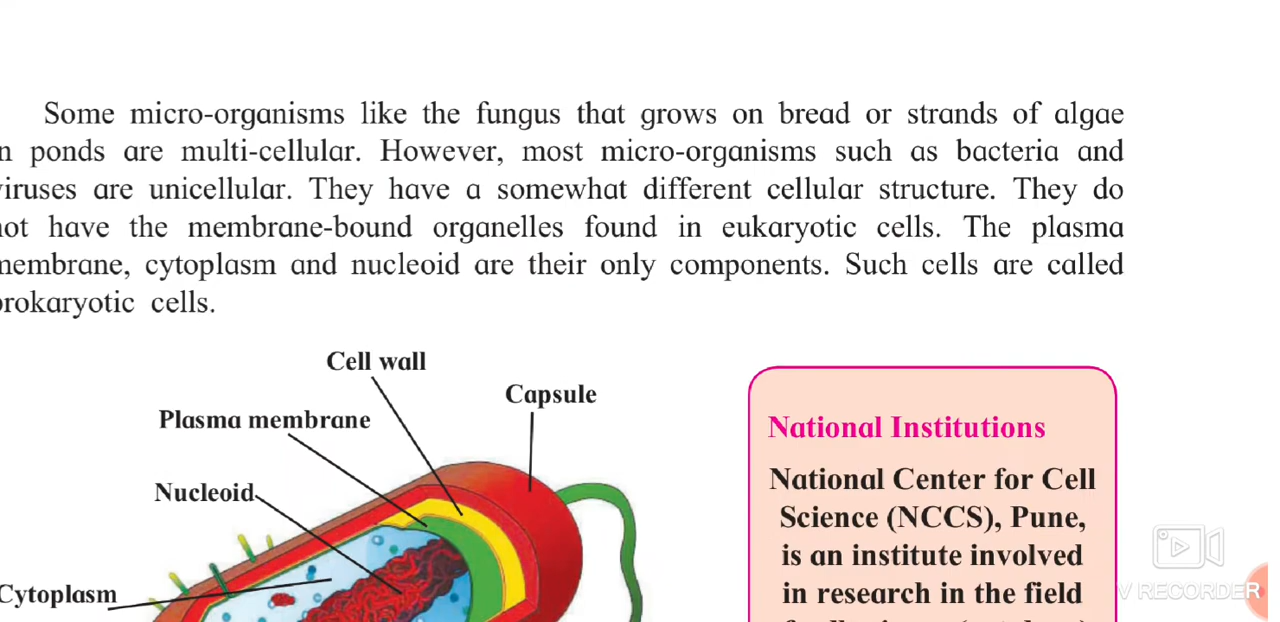 Some micro-organisms like the fungus that grows on bread or strands of algae
n ponds are multi-cellular. However, most micro-organisms such as bacteria and
viruses are unicellular. They have a somewhat different cellular structure. They do
not have the membrane-bound organelles found in eukaryotic cells. The plasma
membrane, cytoplasm and nucleoid are their only components. Such cells are called
prokaryotic cells.
Cell wall
Capsule
Plasma membrane
Nucleoid
Cytoplasm
National Institutions
National Center for Cell
Science (NCCS), Pune,
is an institute involved
in research in the field
V RECORDER